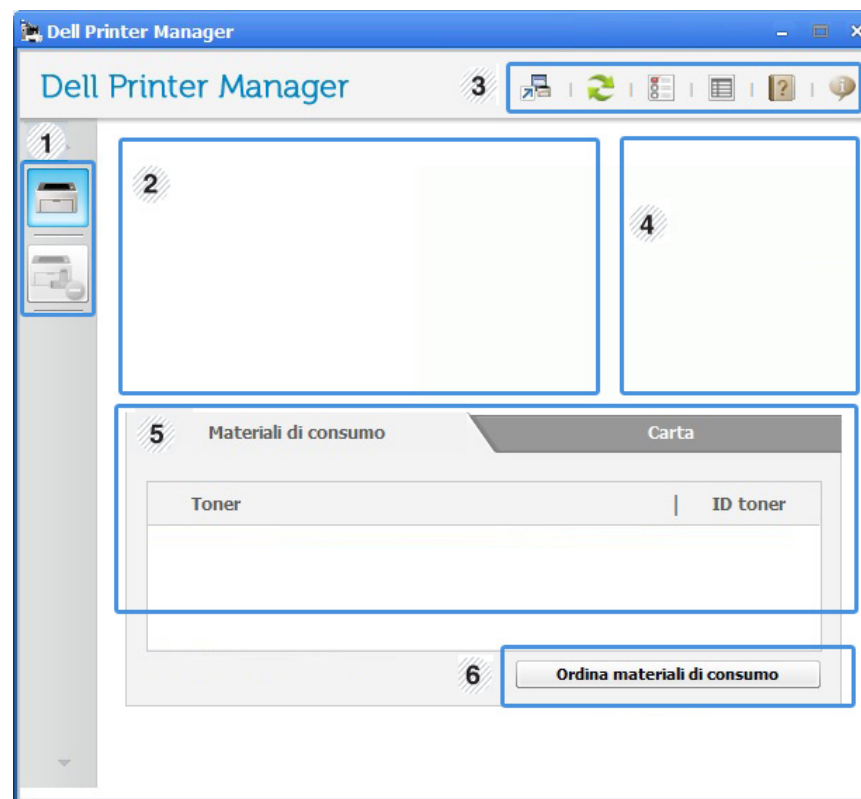 Dell Printer Manager
Dell Printer Manager
3
1
2
4
5 Materiali di consumo Carta
Toner | ID toner
6 Ordina materiali di consumo